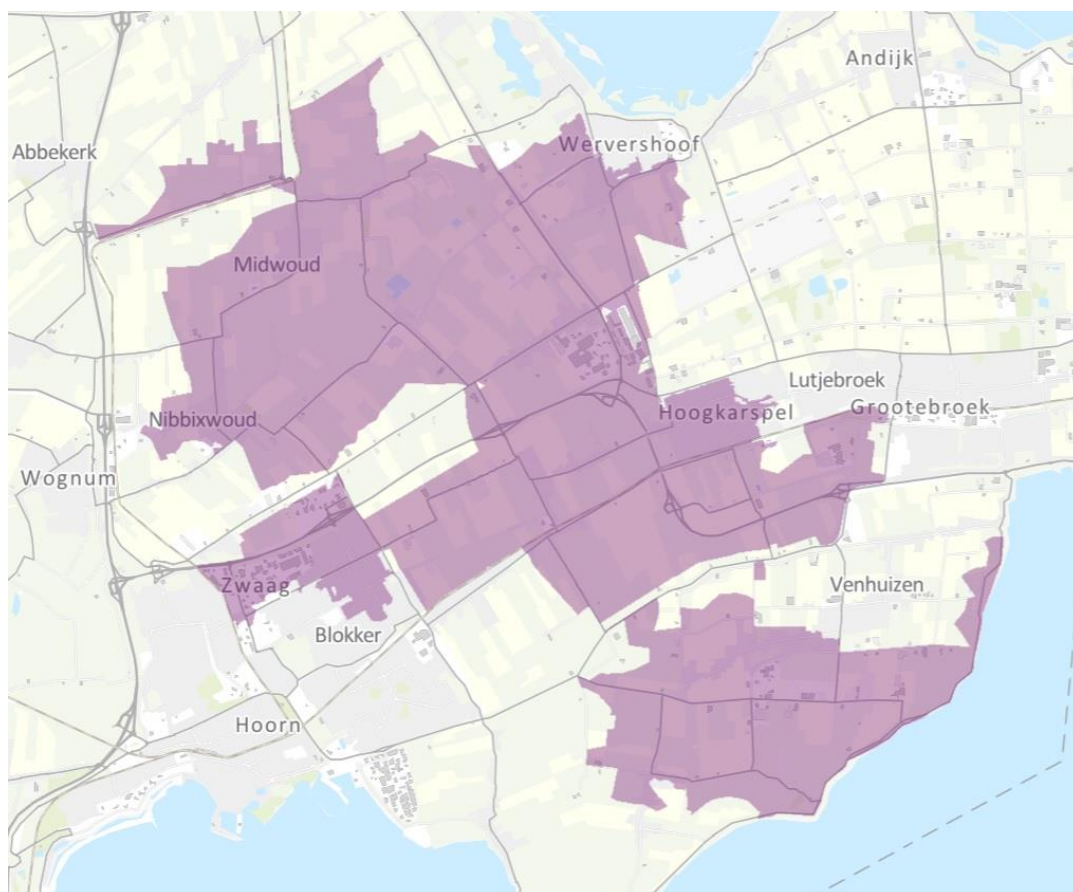 Andijk
Wervershoof
Abbekerk
Midwoud
Lutjebroek
Hoogkarspel
Grootebroek
Nibbixwoud
Wognum
Zwaag
Venhuizen
Blokker
Hoorn